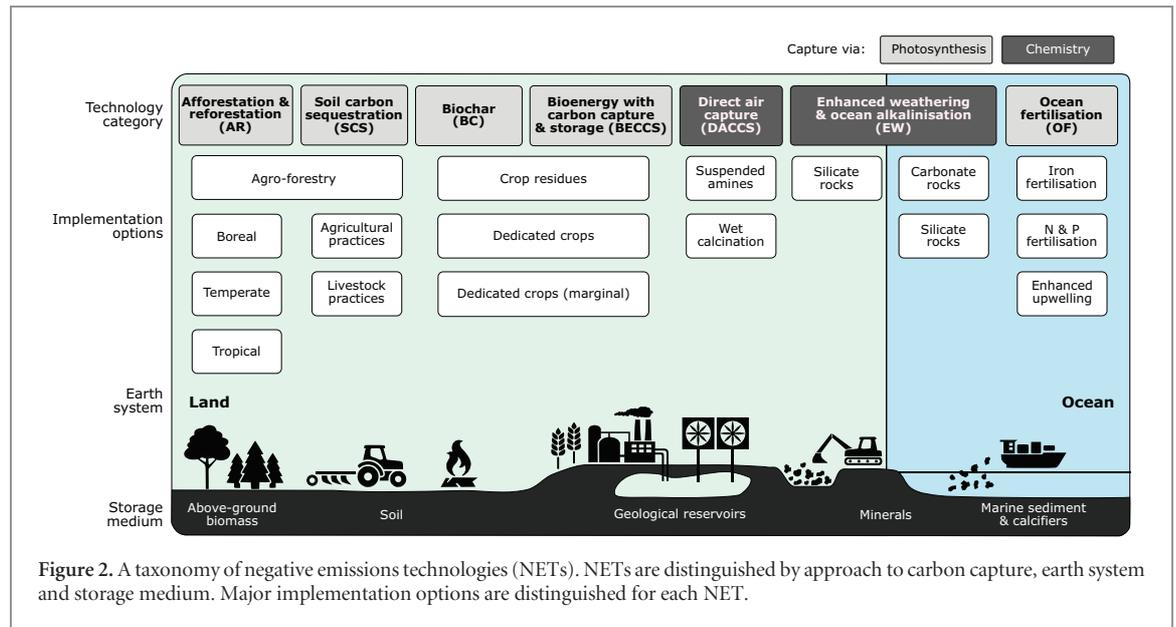 Capture via:
Photosynthesis
Chemistry
Technology
category
Afforestation &
reforestation
(AR)
Soil carbon
sequestration
(SCS)
Biochar
(BC)
Bioenergy with
carbon capture
& storage (BECCS)
Direct air
capture
(DACCS)
Enhanced weathering
& ocean alkalinisation
(EW)
Ocean
fertilisation
(OF)
Implementation
options
Agro-forestry
Crop residues
Suspended
amines
Silicate
rocks
Carbonate
rocks
Iron
fertilisation
Boreal
Agricultural
practices
Dedicated crops
Wet
calcination
Silicate
rocks
N & P
fertilisation
Temperate
Livestock
practices
Dedicated crops (marginal)
Enhanced
upwelling
Tropical
Earth
system
Land
Ocean
Storage
medium
Above-ground
biomass
Soil
Geological reservoirs
Minerals
Marine sediment
& calcifiers
Figure 2. A taxonomy of negative emissions technologies (NETs). NETs are distinguished by approach to carbon capture, earth system
and storage medium. Major implementation options are distinguished for each NET.